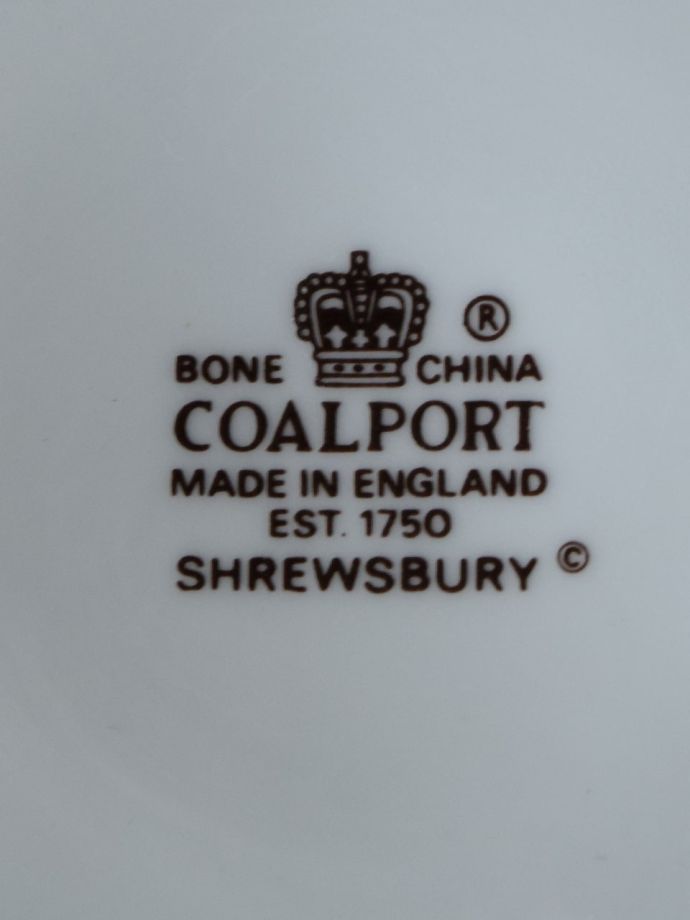 ®
BONE CHINA
COALPORT
MADE IN ENGLAND
EST. 1750
SHREWSBURY ©